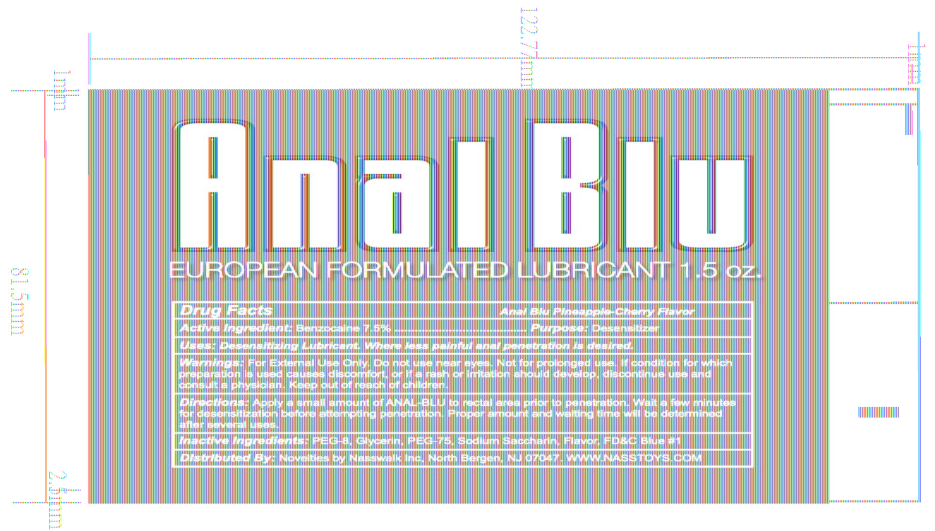 122.7mm
1mm
1mm
Anal Blu
EUROPEAN FORMULATED LUBRICANT 1.5 oz.
81.5mm
Drug Facts Anal Blu Pineapple-Cherry Flavor
Active Ingredient: Benzocaine 7.5% ................................ Purpose: Desensitizer
Uses: Desensitizing Lubricant. Where less painful anal penetration is desired.
Warnings: For External Use Only. Do not use near eyes. Not for prolonged use. If condition for which
preparation is used causes discomfort, or if a rash or irritation should develop, discontinue use and
consult a physician. Keep out of reach of children.
Directions: Apply a small amount of ANAL-BLU to rectal area prior to penetration. Wait a few minutes
for desensitization before attempting penetration. Proper amount and waiting time will be determined
after several uses.
Inactive Ingredients: PEG-8, Glycerin, PEG-75, Sodium Saccharin, Flavor, FD&C Blue #1
Distributed By: Novelties by Nasswalk Inc, North Bergen, NJ 07047. WWW.NASSTOYS.COM